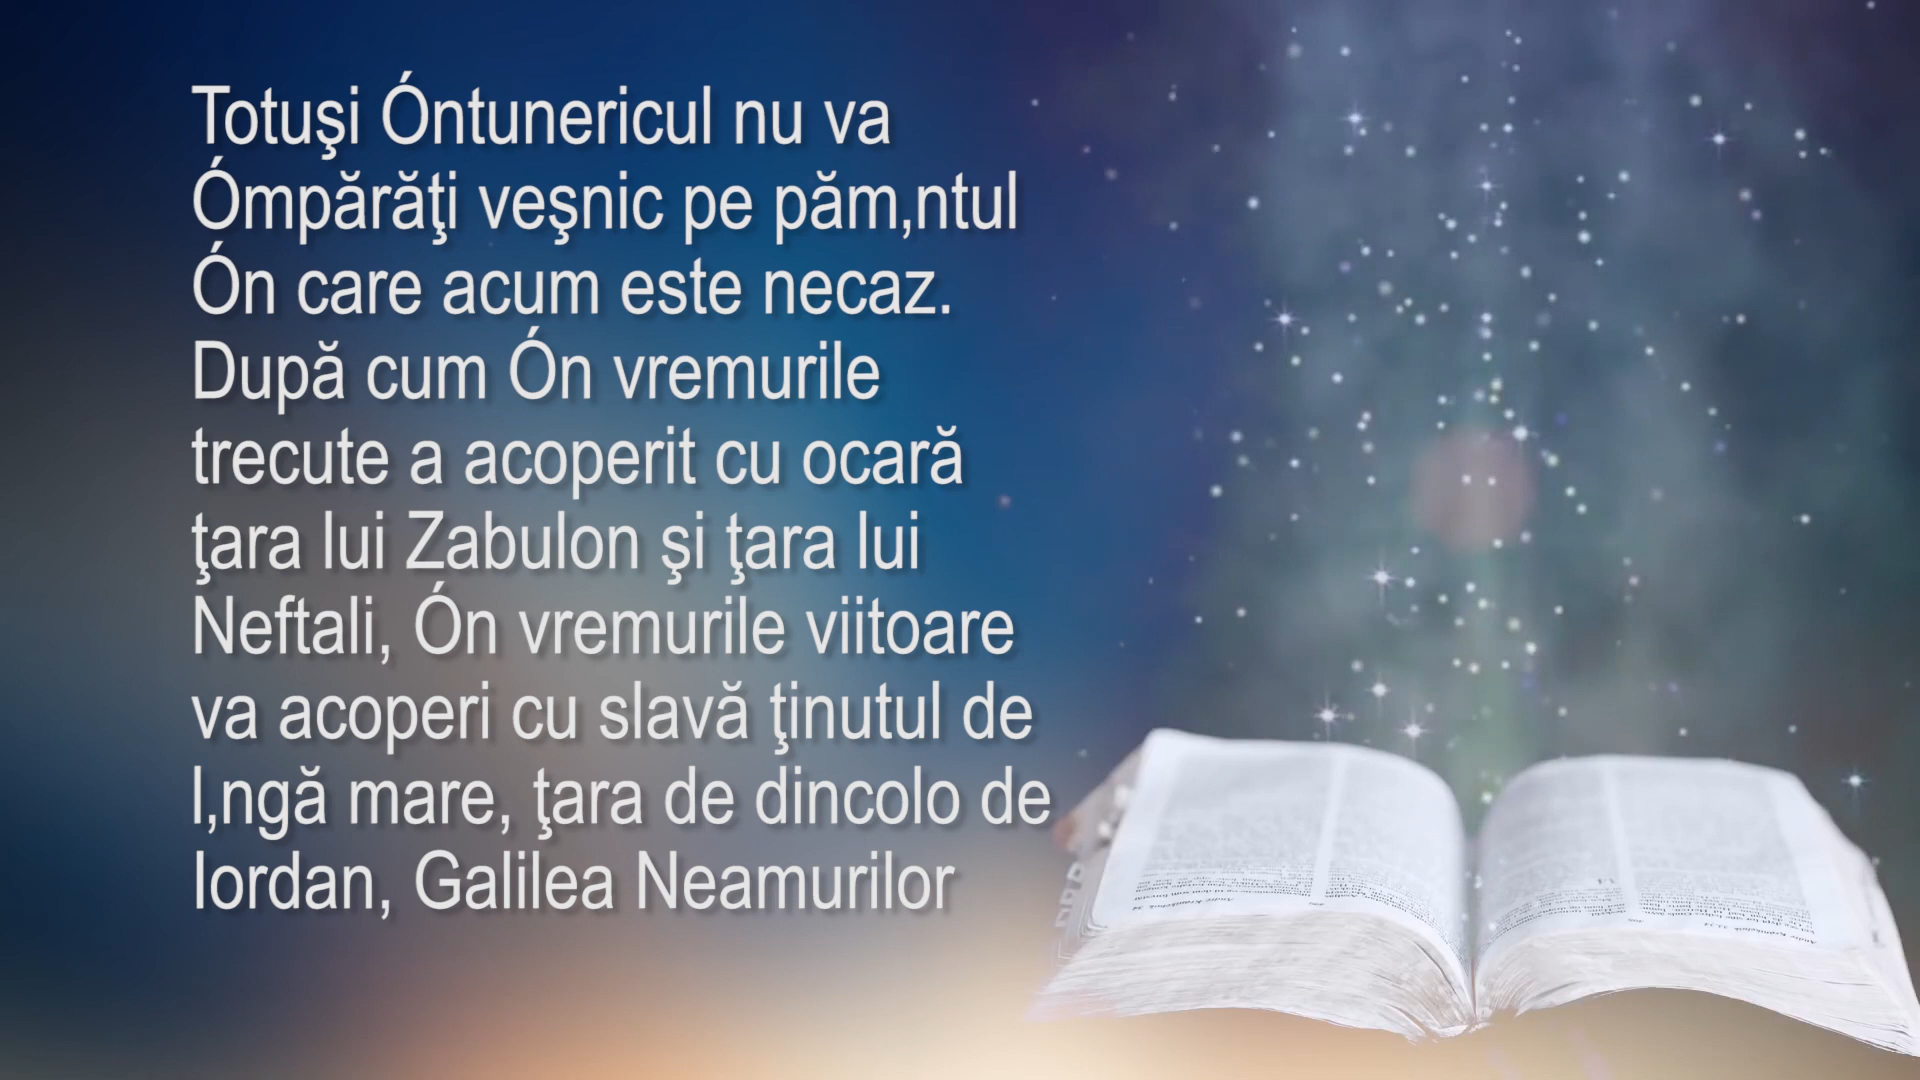 Totuşi Óntunericul nu va
Ómpărăţi veşnic pe păm,ntul
Ón care acum este necaz.
După cum Ón vremurile
trecute a acoperit cu ocară
ţara lui Zabulon şi ţara lui
Neftali, Ón vremurile viitoare
va acoperi cu slavă ţinutul de
l,ngă mare, ţara de dincolo de
Iordan, Galilea Neamurilor